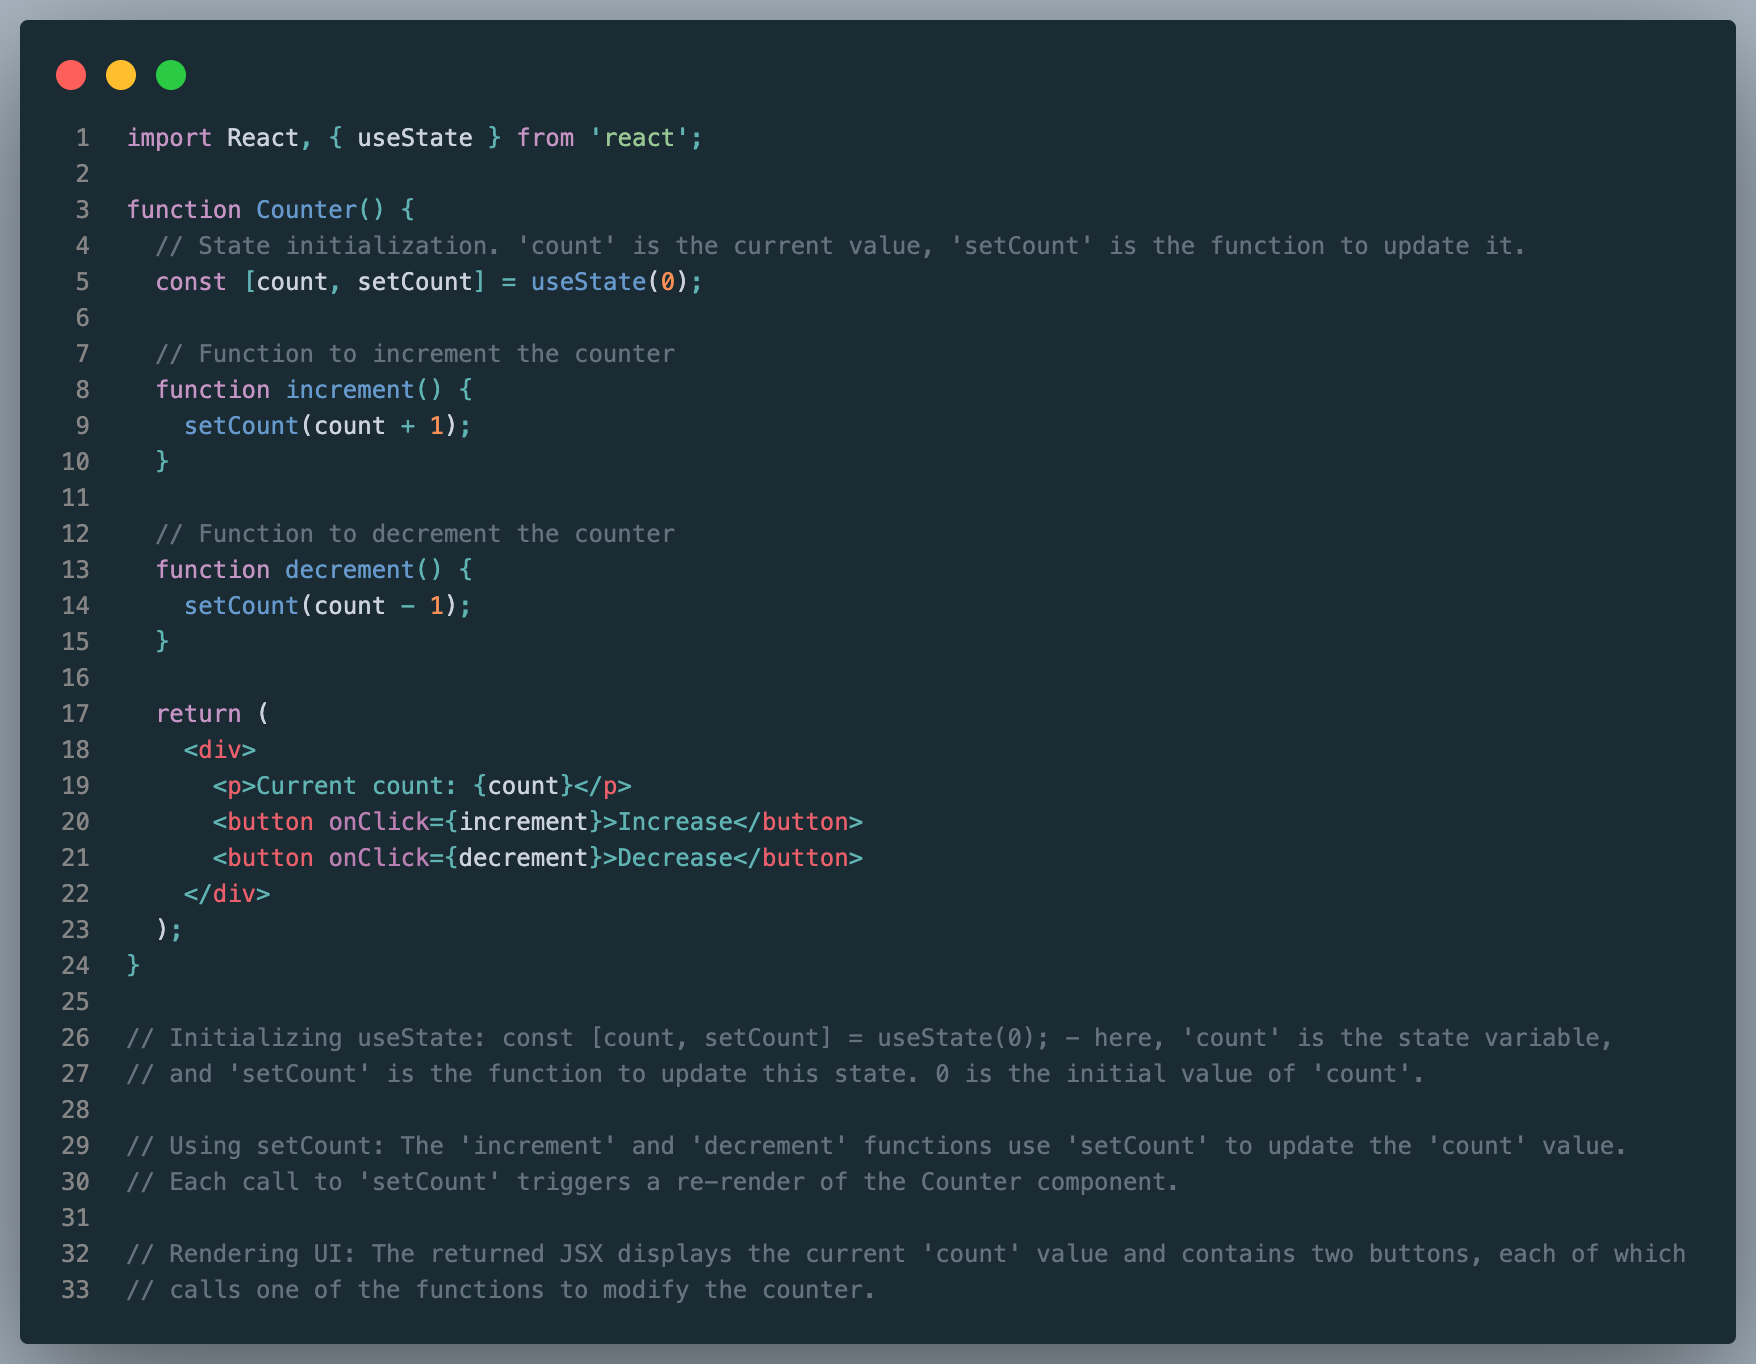 1 import React, { useState } from 'react';
2
3 function Counter() {
4   // State initialization. 'count' is the current value, 'setCount' is the function to update it.
5   const [count, setCount] = useState(0);
6
7   // Function to increment the counter
8   function increment() {
9     setCount(count + 1);
10   }
11
12   // Function to decrement the counter
13   function decrement() {
14     setCount(count - 1);
15   }
16
17   return (
18     <div>
19       <p>Current count: {count}</p>
20       <button onClick={increment}>Increase</button>
21       <button onClick={decrement}>Decrease</button>
22     </div>
23   );
24 }
25
26 // Initializing useState: const [count, setCount] = useState(0); - here, 'count' is the state variable,
27 // and 'setCount' is the function to update this state. 0 is the initial value of 'count'.
28
29 // Using setCount: The 'increment' and 'decrement' functions use 'setCount' to update the 'count' value.
30 // Each call to 'setCount' triggers a re-render of the Counter component.
31
32 // Rendering UI: The returned JSX displays the current 'count' value and contains two buttons, each of which
33 // calls one of the functions to modify the counter.